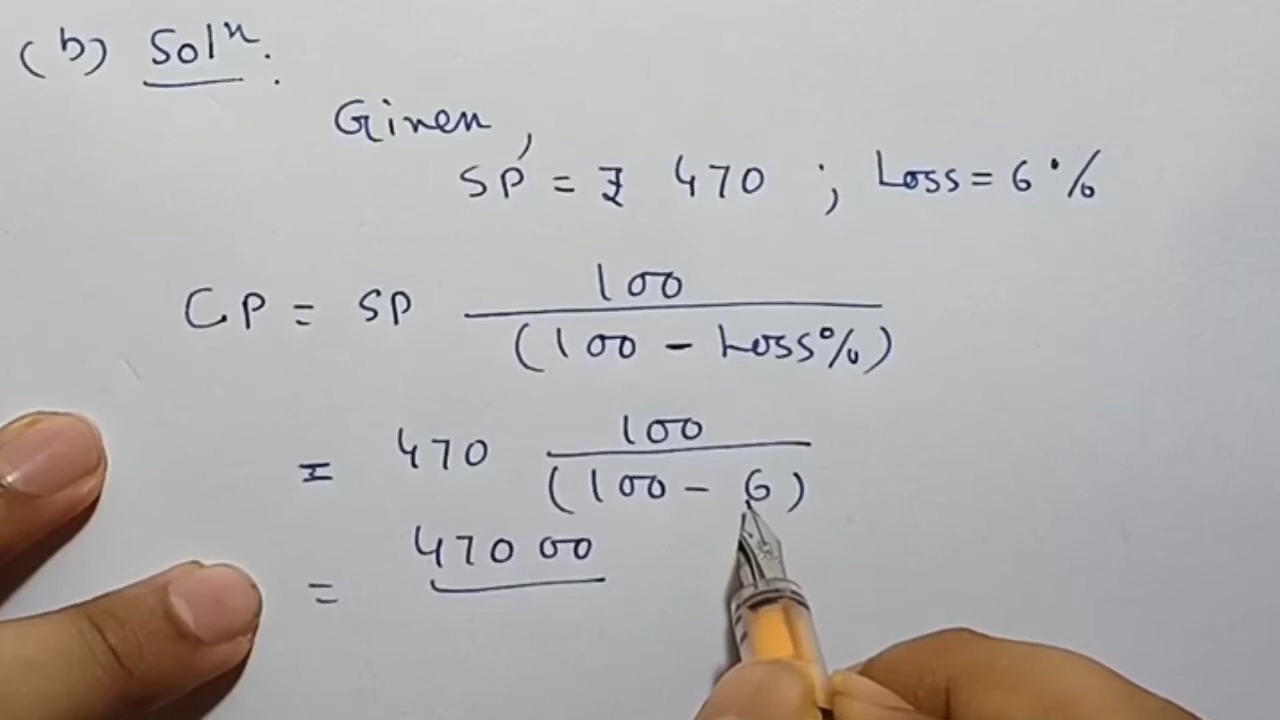 (b) Solⁿ.
Given,
SP = ₹ 470 ; Loss = 6 %
CP = SP 100 / (100 - Loss%)
= 470 100 / (100 - 6)
= 47000